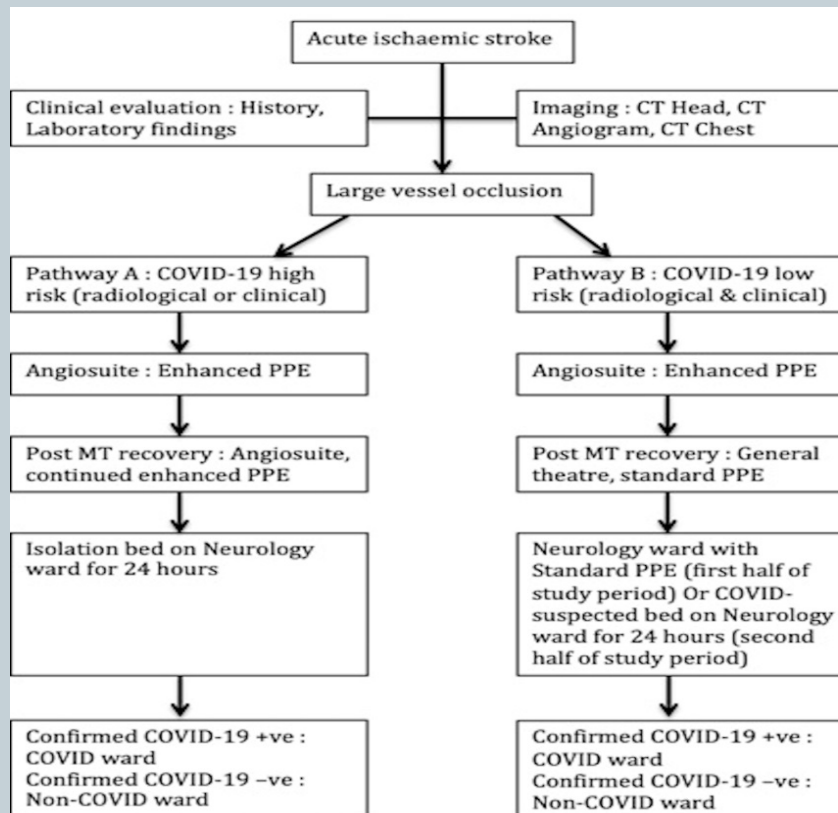 Acute ischaemic stroke
Clinical evaluation : History,
Laboratory findings
Imaging : CT Head, CT
Angiogram, CT Chest
Large vessel occlusion
Pathway A : COVID-19 high
risk (radiological or clinical)
Pathway B : COVID-19 low
risk (radiological & clinical)
Angiosuite : Enhanced PPE
Angiosuite : Enhanced PPE
Post MT recovery : Angiosuite,
continued enhanced PPE
Post MT recovery : General
theatre, standard PPE
Isolation bed on Neurology
ward for 24 hours
Neurology ward with
Standard PPE (first half of
study period) Or COVID-
suspected bed on Neurology
ward for 24 hours (second
half of study period)
Confirmed COVID-19 +ve :
COVID ward
Confirmed COVID-19 –ve :
Non-COVID ward
Confirmed COVID-19 +ve :
COVID ward
Confirmed COVID-19 –ve :
Non-COVID ward